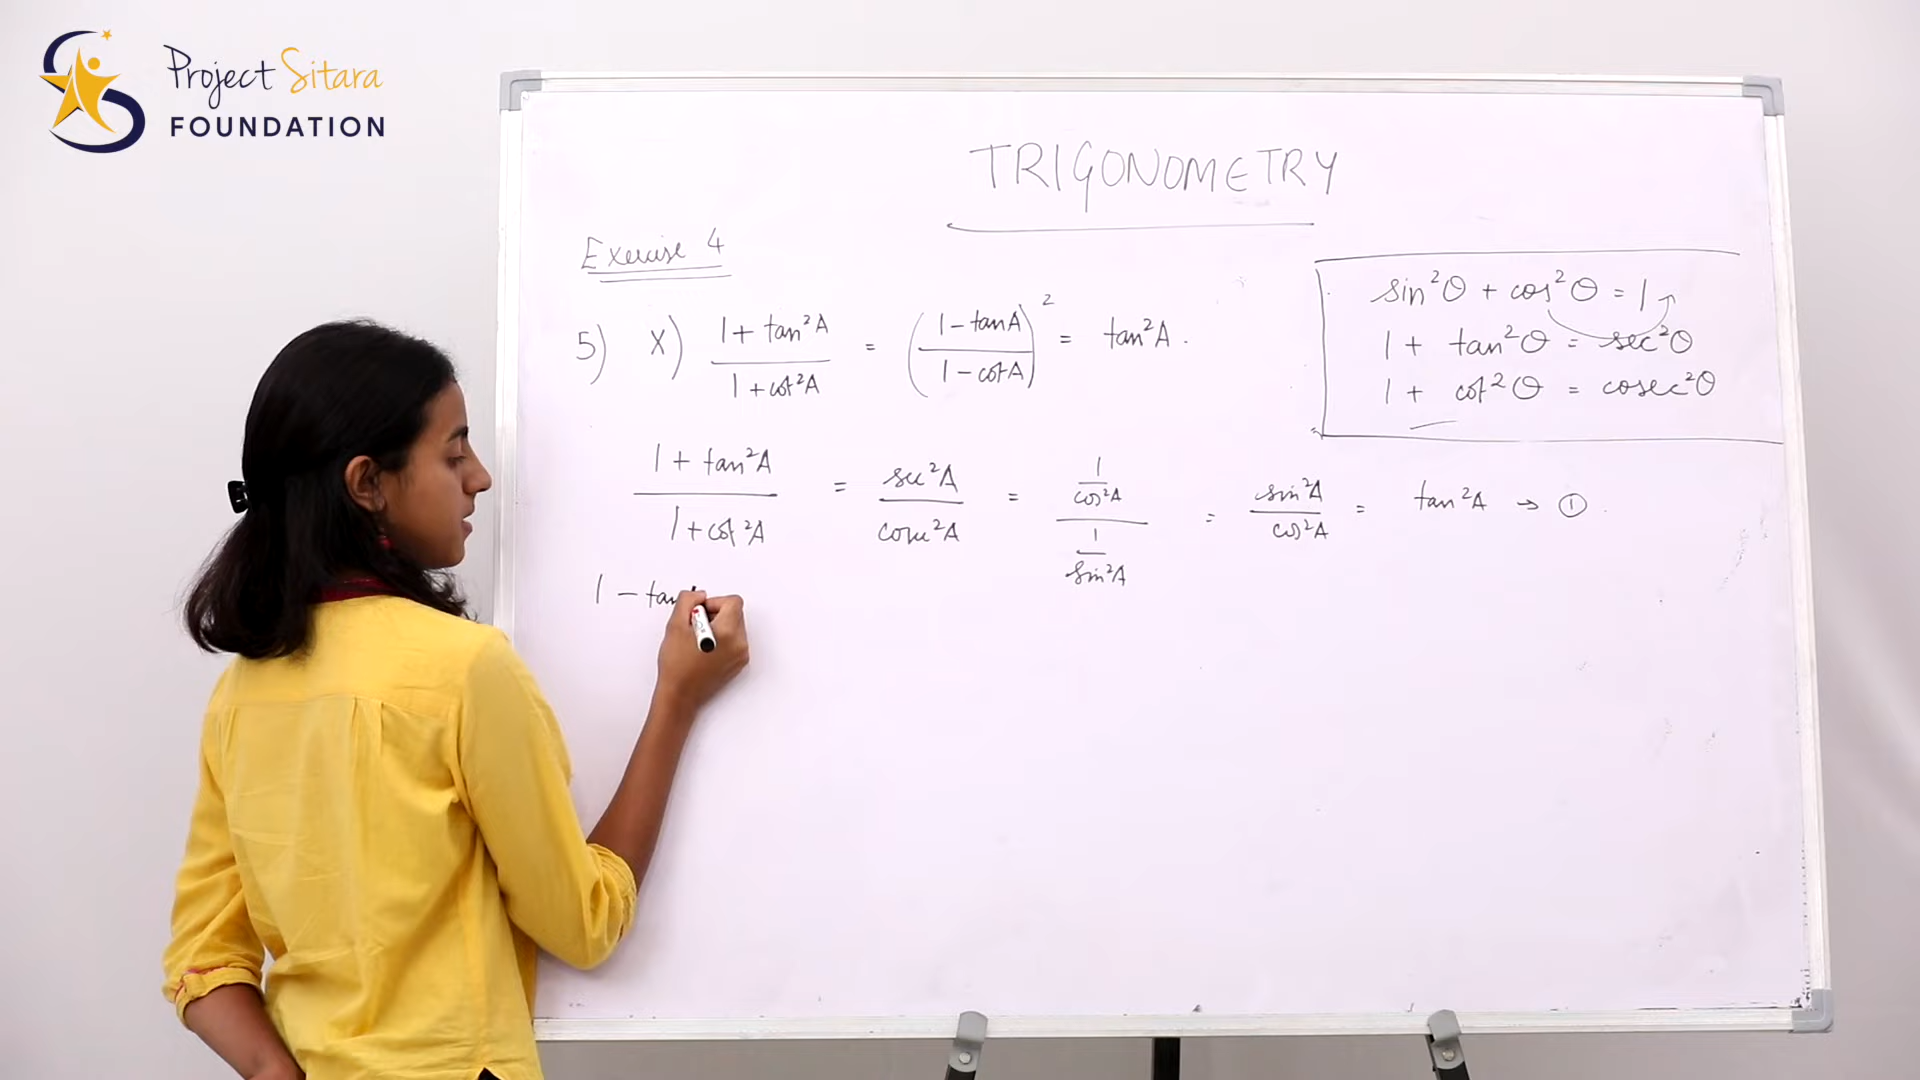 Project Sitara
FOUNDATION
TRIGONOMETRY
Exercise 4
5) X) (1 + tan²A)/(1 + cot²A) = ((1 - tanA)/(1 - cotA))² = tan²A.
sin²θ + cos²θ = 1
1 + tan²θ = sec²θ
1 + cot²θ = cosec²θ
(1 + tan²A)/(1 + cot²A) = sec²A/cosec²A = (1/cos²A)/(1/sin²A) = sin²A/cos²A = tan²A → ①.
1 - tan